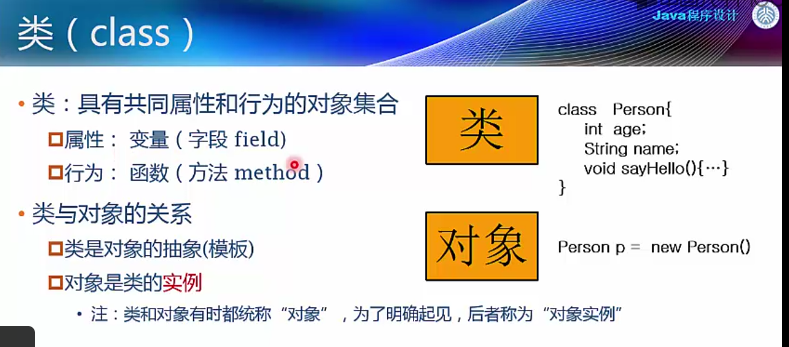 Java程序设计
类（class）
• 类：具有共同属性和行为的对象集合
属性： 变量（字段 field)
行为： 函数（方法 method）
• 类与对象的关系
类是对象的抽象(模板)
对象是类的实例
• 注：类和对象有时都统称“对象”，为了明确起见，后者称为“对象实例”
类
class Person{
int age;
String name;
void sayHello(){…}
}
对象
Person p = new Person()